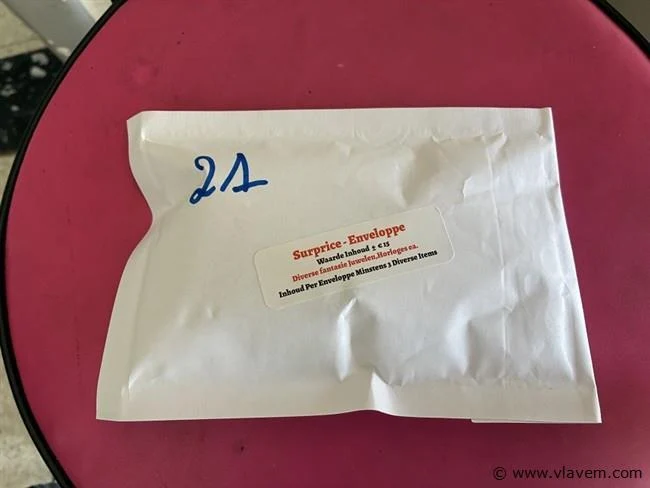 21
Surprice - Enveloppe
Waarde Inhoud ± € 15
Diverse fantasie Juwelen,Horloges ea.
Inhoud Per Enveloppe Minstens 3 Diverse Items
© www.vlavem.com